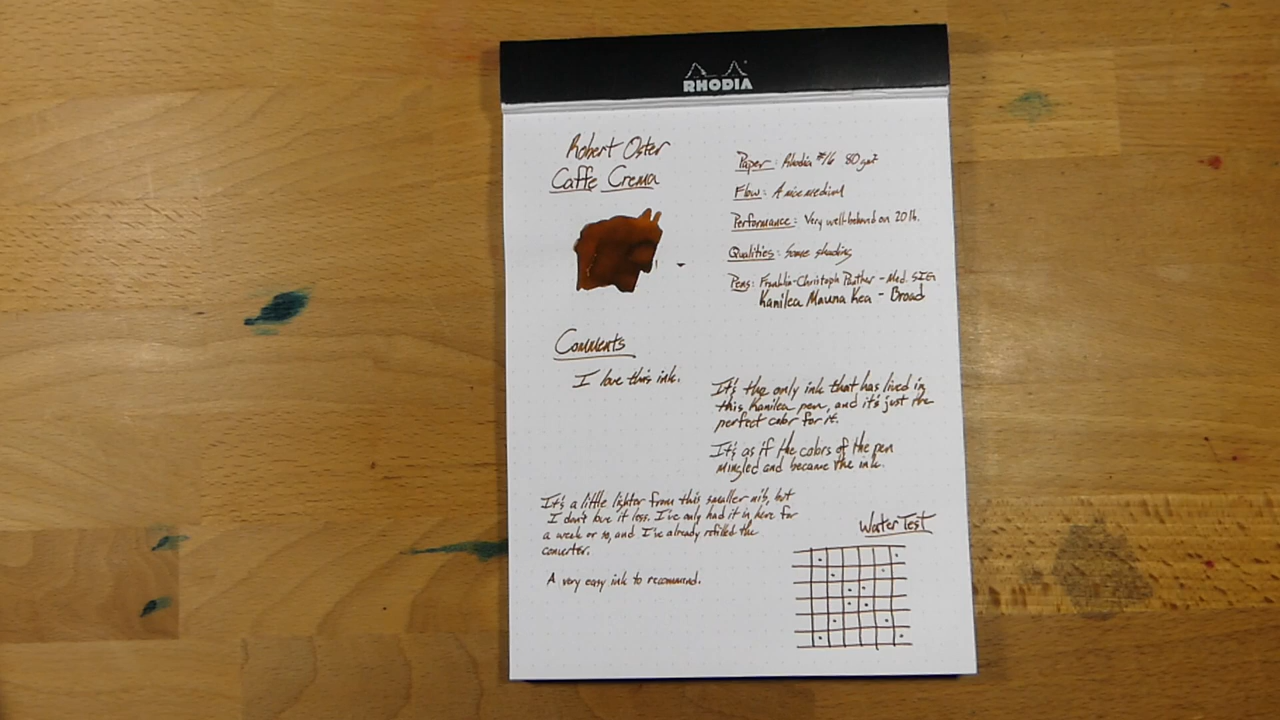 RHODIA
Robert Oster
Caffe Crema
Paper: Rhodia #16 80 gm²
Flow: A nice medium
Performance: Very well-behaved on 20 lb.
Qualities: Some shading
Pens: Franklin-Christoph Panther - Med. SIG
Kanilea Mauna Kea - Broad
Comments
I love this ink.
It's the only ink that has lived in
this Kanilea pen, and it's just the
perfect color for it.
It's as if the colors of the pen
mingled and became the ink.
It's a little lighter from this smaller nib, but
I don't love it less. I've only had it in here for
a week or so, and I've already refilled the
converter.
A very easy ink to recommend.
Water Test